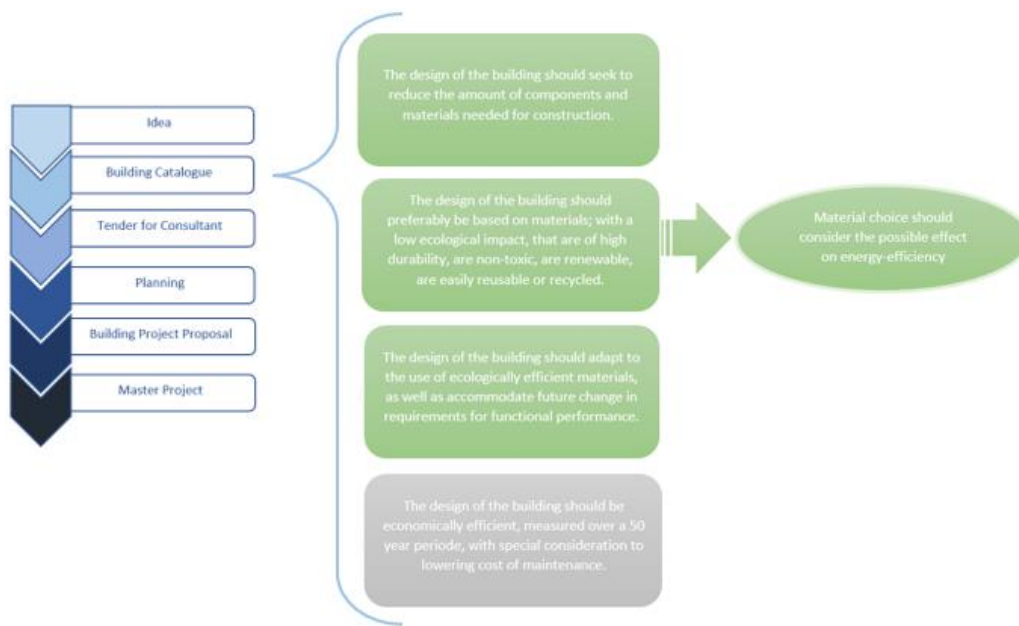 Idea
Building Catalogue
Tender for Consultant
Planning
Building Project Proposal
Master Project
The design of the building should seek to
reduce the amount of components and
materials needed for construction.
The design of the building should
preferably be based on materials; with a
low ecological impact, that are of high
durability, are non-toxic, are renewable,
are easily reusable or recycled.
Material choice should
consider the possible effect
on energy-efficiency
The design of the building should adapt to
the use of ecologically efficient materials,
as well as accommodate future change in
requirements for functional performance.
The design of the building should be
economically efficient, measured over a 50
year periode, with special consideration to
lowering cost of maintenance.